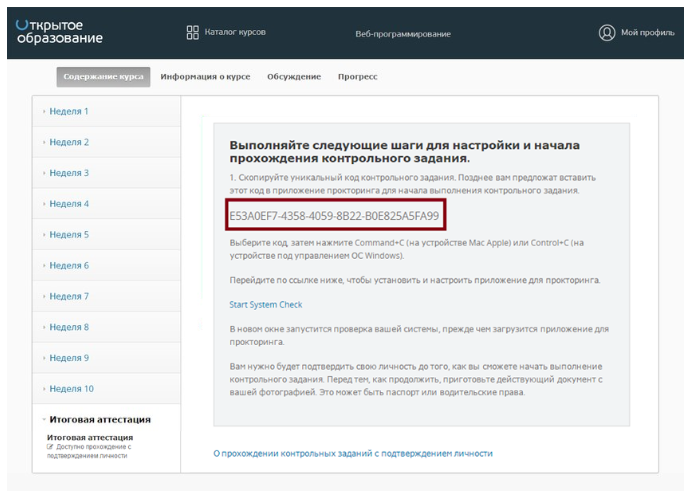 Открытое
образование
Каталог курсов
Веб-программирование
Мой профиль
Содержание курса
Информация о курсе
Обсуждение
Прогресс
Неделя 1
Неделя 2
Неделя 3
Неделя 4
Неделя 5
Неделя 6
Неделя 7
Неделя 8
Неделя 9
Неделя 10
Итоговая аттестация
Итоговая аттестация
Доступно прохождение с
подтверждением личности
Выполняйте следующие шаги для настройки и начала
прохождения контрольного задания.
1. Скопируйте уникальный код контрольного задания. Позднее вам предложат вставить
этот код в приложение прокторинга для начала выполнения контрольного задания.
E53A0EF7-4358-4059-8B22-B0E825A5FA99
Выберите код, затем нажмите Command+C (на устройстве Mac Apple) или Control+C (на
устройстве под управлением ОС Windows).
Перейдите по ссылке ниже, чтобы установить и настроить приложение для прокторинга.
Start System Check
В новом окне запустится проверка вашей системы, прежде чем загрузится приложение для
прокторинга.
Вам нужно будет подтвердить свою личность до того, как вы сможете начать выполнение
контрольного задания. Перед тем, как продолжить, приготовьте действующий документ с
вашей фотографией. Это может быть паспорт или водительские права.
О прохождении контрольных заданий с подтверждением личности